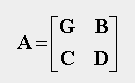 A = [ G B
C D ]